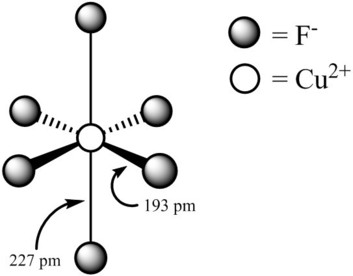 = F⁻
= Cu²⁺
193 pm
227 pm